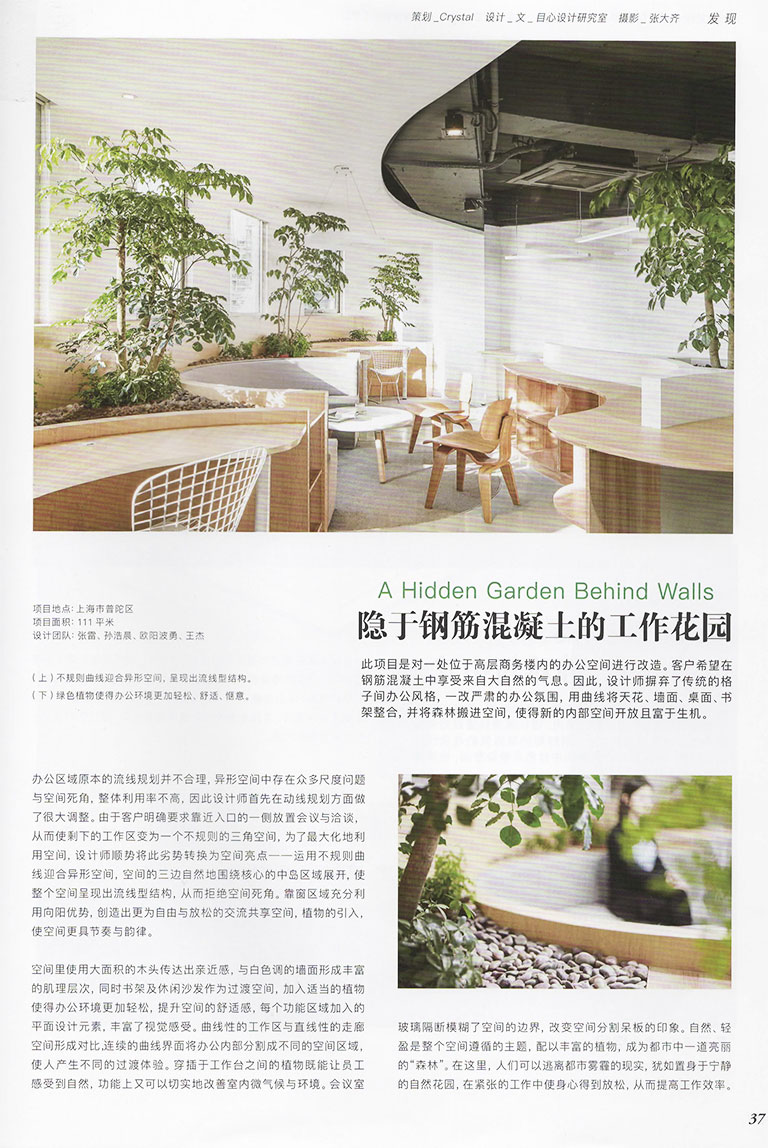 策划_Crystal 设计_文_目心设计研究室 摄影_张大齐 发现
A Hidden Garden Behind Walls
隐于钢筋混凝土的工作花园
项目地点: 上海市普陀区
项目面积: 111 平米
设计团队: 张雷、孙浩晨、欧阳波勇、王杰
(上) 不规则曲线迎合异形空间, 呈现出流线型结构。
(下) 绿色植物使得办公环境更加轻松、舒适、惬意。
此项目是对一处位于高层商务楼内的办公空间进行改造。客户希望在
钢筋混凝土中享受来自大自然的气息。因此, 设计师摒弃了传统的格
子间办公风格, 一改严肃的办公氛围, 用曲线将天花、墙面、桌面、书
架整合, 并将森林搬进空间, 使得新的内部空间开放且富于生机。
办公区域原本的流线规划并不合理, 异形空间中存在众多尺度问题
与空间死角, 整体利用率不高, 因此设计师首先在动线规划方面做
了很大调整。由于客户明确要求靠近入口的一侧放置会议与洽谈,
从而使剩下的工作区变为一个不规则的三角空间, 为了最大化地利
用空间, 设计师顺势将此劣势转换为空间亮点——运用不规则曲
线迎合异形空间, 空间的三边自然地围绕核心的中岛区域展开, 使
整个空间呈现出流线型结构, 从而拒绝空间死角。靠窗区域充分利
用向阳优势, 创造出更为自由与放松的交流共享空间, 植物的引入,
使空间更具节奏与韵律。
空间里使用大面积的木头传达出亲近感, 与白色调的墙面形成丰富
的肌理层次, 同时书架及休闲沙发作为过渡空间, 加入适当的植物
使得办公环境更加轻松, 提升空间的舒适感, 每个功能区域加入的
平面设计元素, 丰富了视觉感受。曲线性的工作区与直线性的走廊
空间形成对比,连续的曲线界面将办公内部分割成不同的空间区域,
使人产生不同的过渡体验。穿插于工作台之间的植物既能让员工
感受到自然, 功能上又可以切实地改善室内微气候与环境。会议室
玻璃隔断模糊了空间的边界, 改变空间分割呆板的印象。自然、轻
盈是整个空间遵循的主题, 配以丰富的植物, 成为都市中一道亮丽
的“森林”。在这里, 人们可以逃离都市雾霾的现实, 犹如置身于宁静
的自然花园, 在紧张的工作中使身心得到放松, 从而提高工作效率。
37